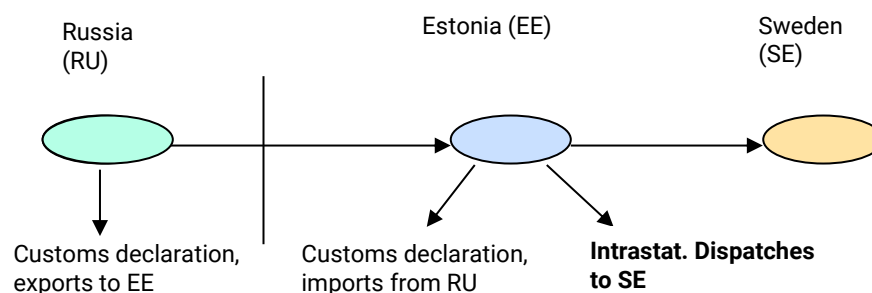 Russia
(RU)
Estonia (EE)
Sweden
(SE)
Customs declaration,
exports to EE
Customs declaration,
imports from RU
Intrastat. Dispatches
to SE